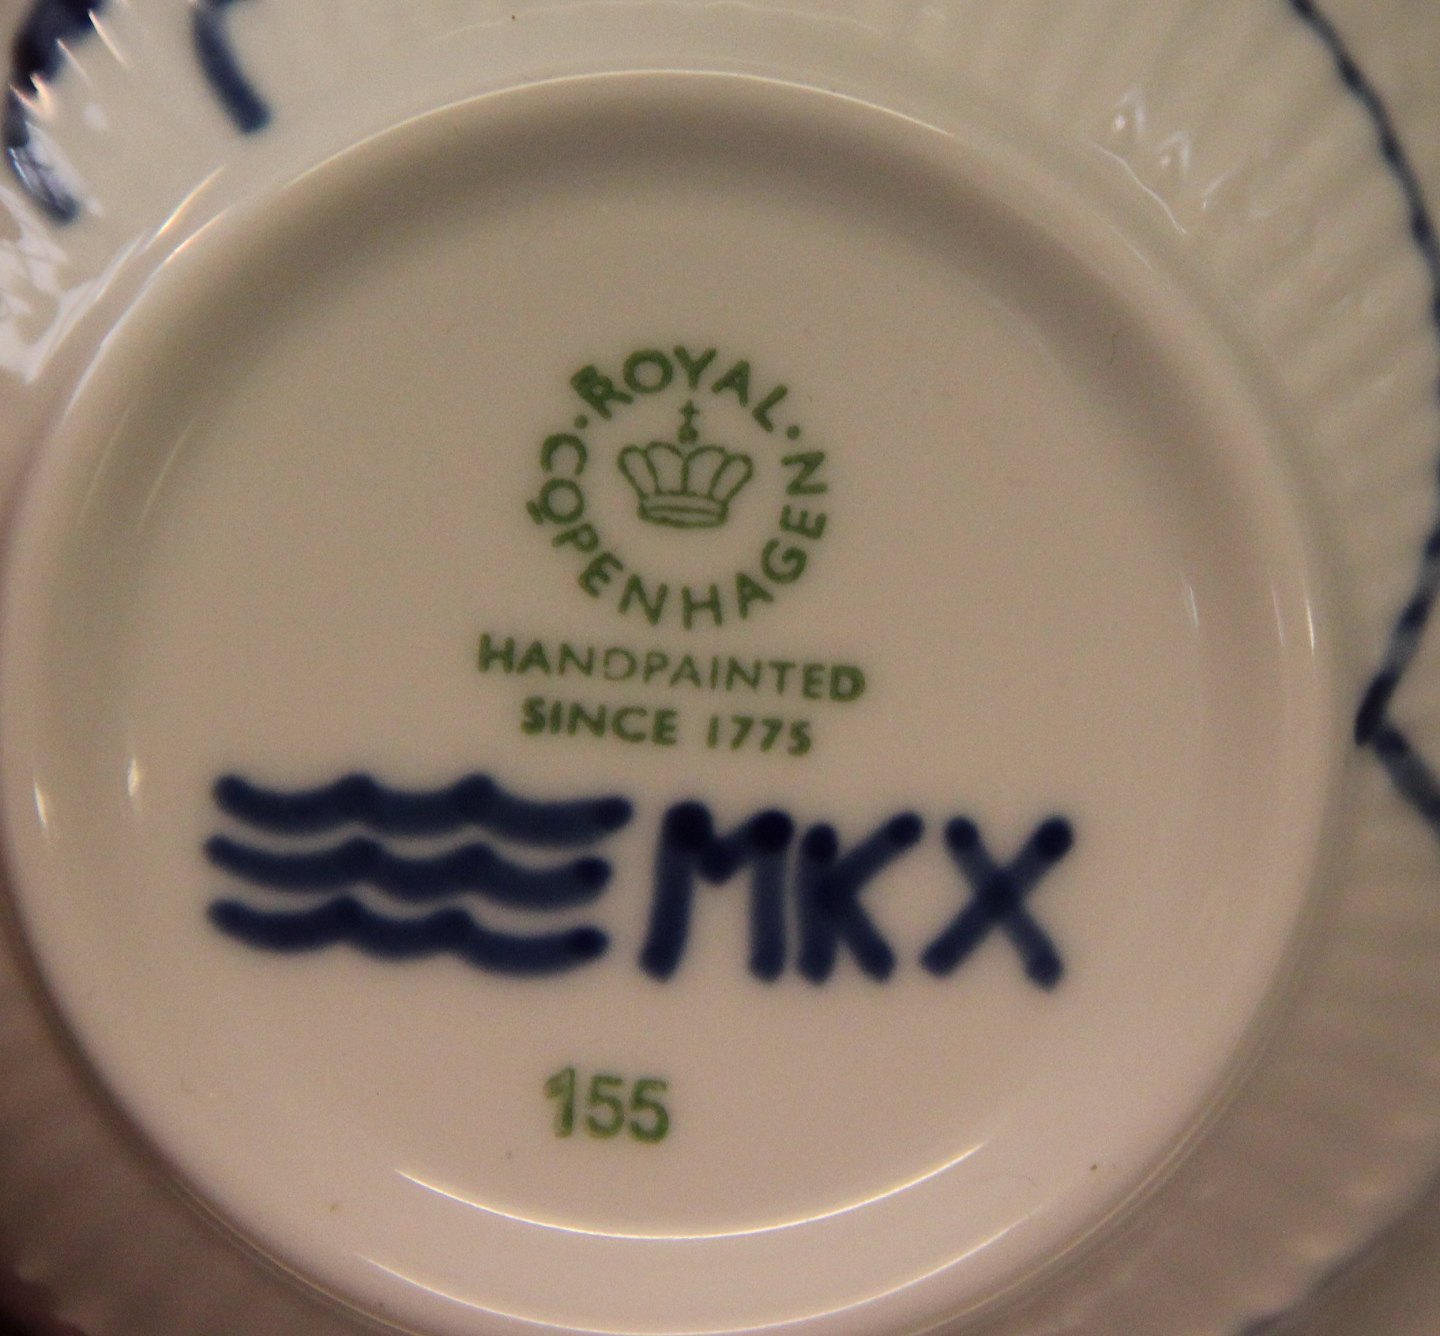 ROYAL
COPENHAGEN
HANDPAINTED
SINCE 1775
MKX
155